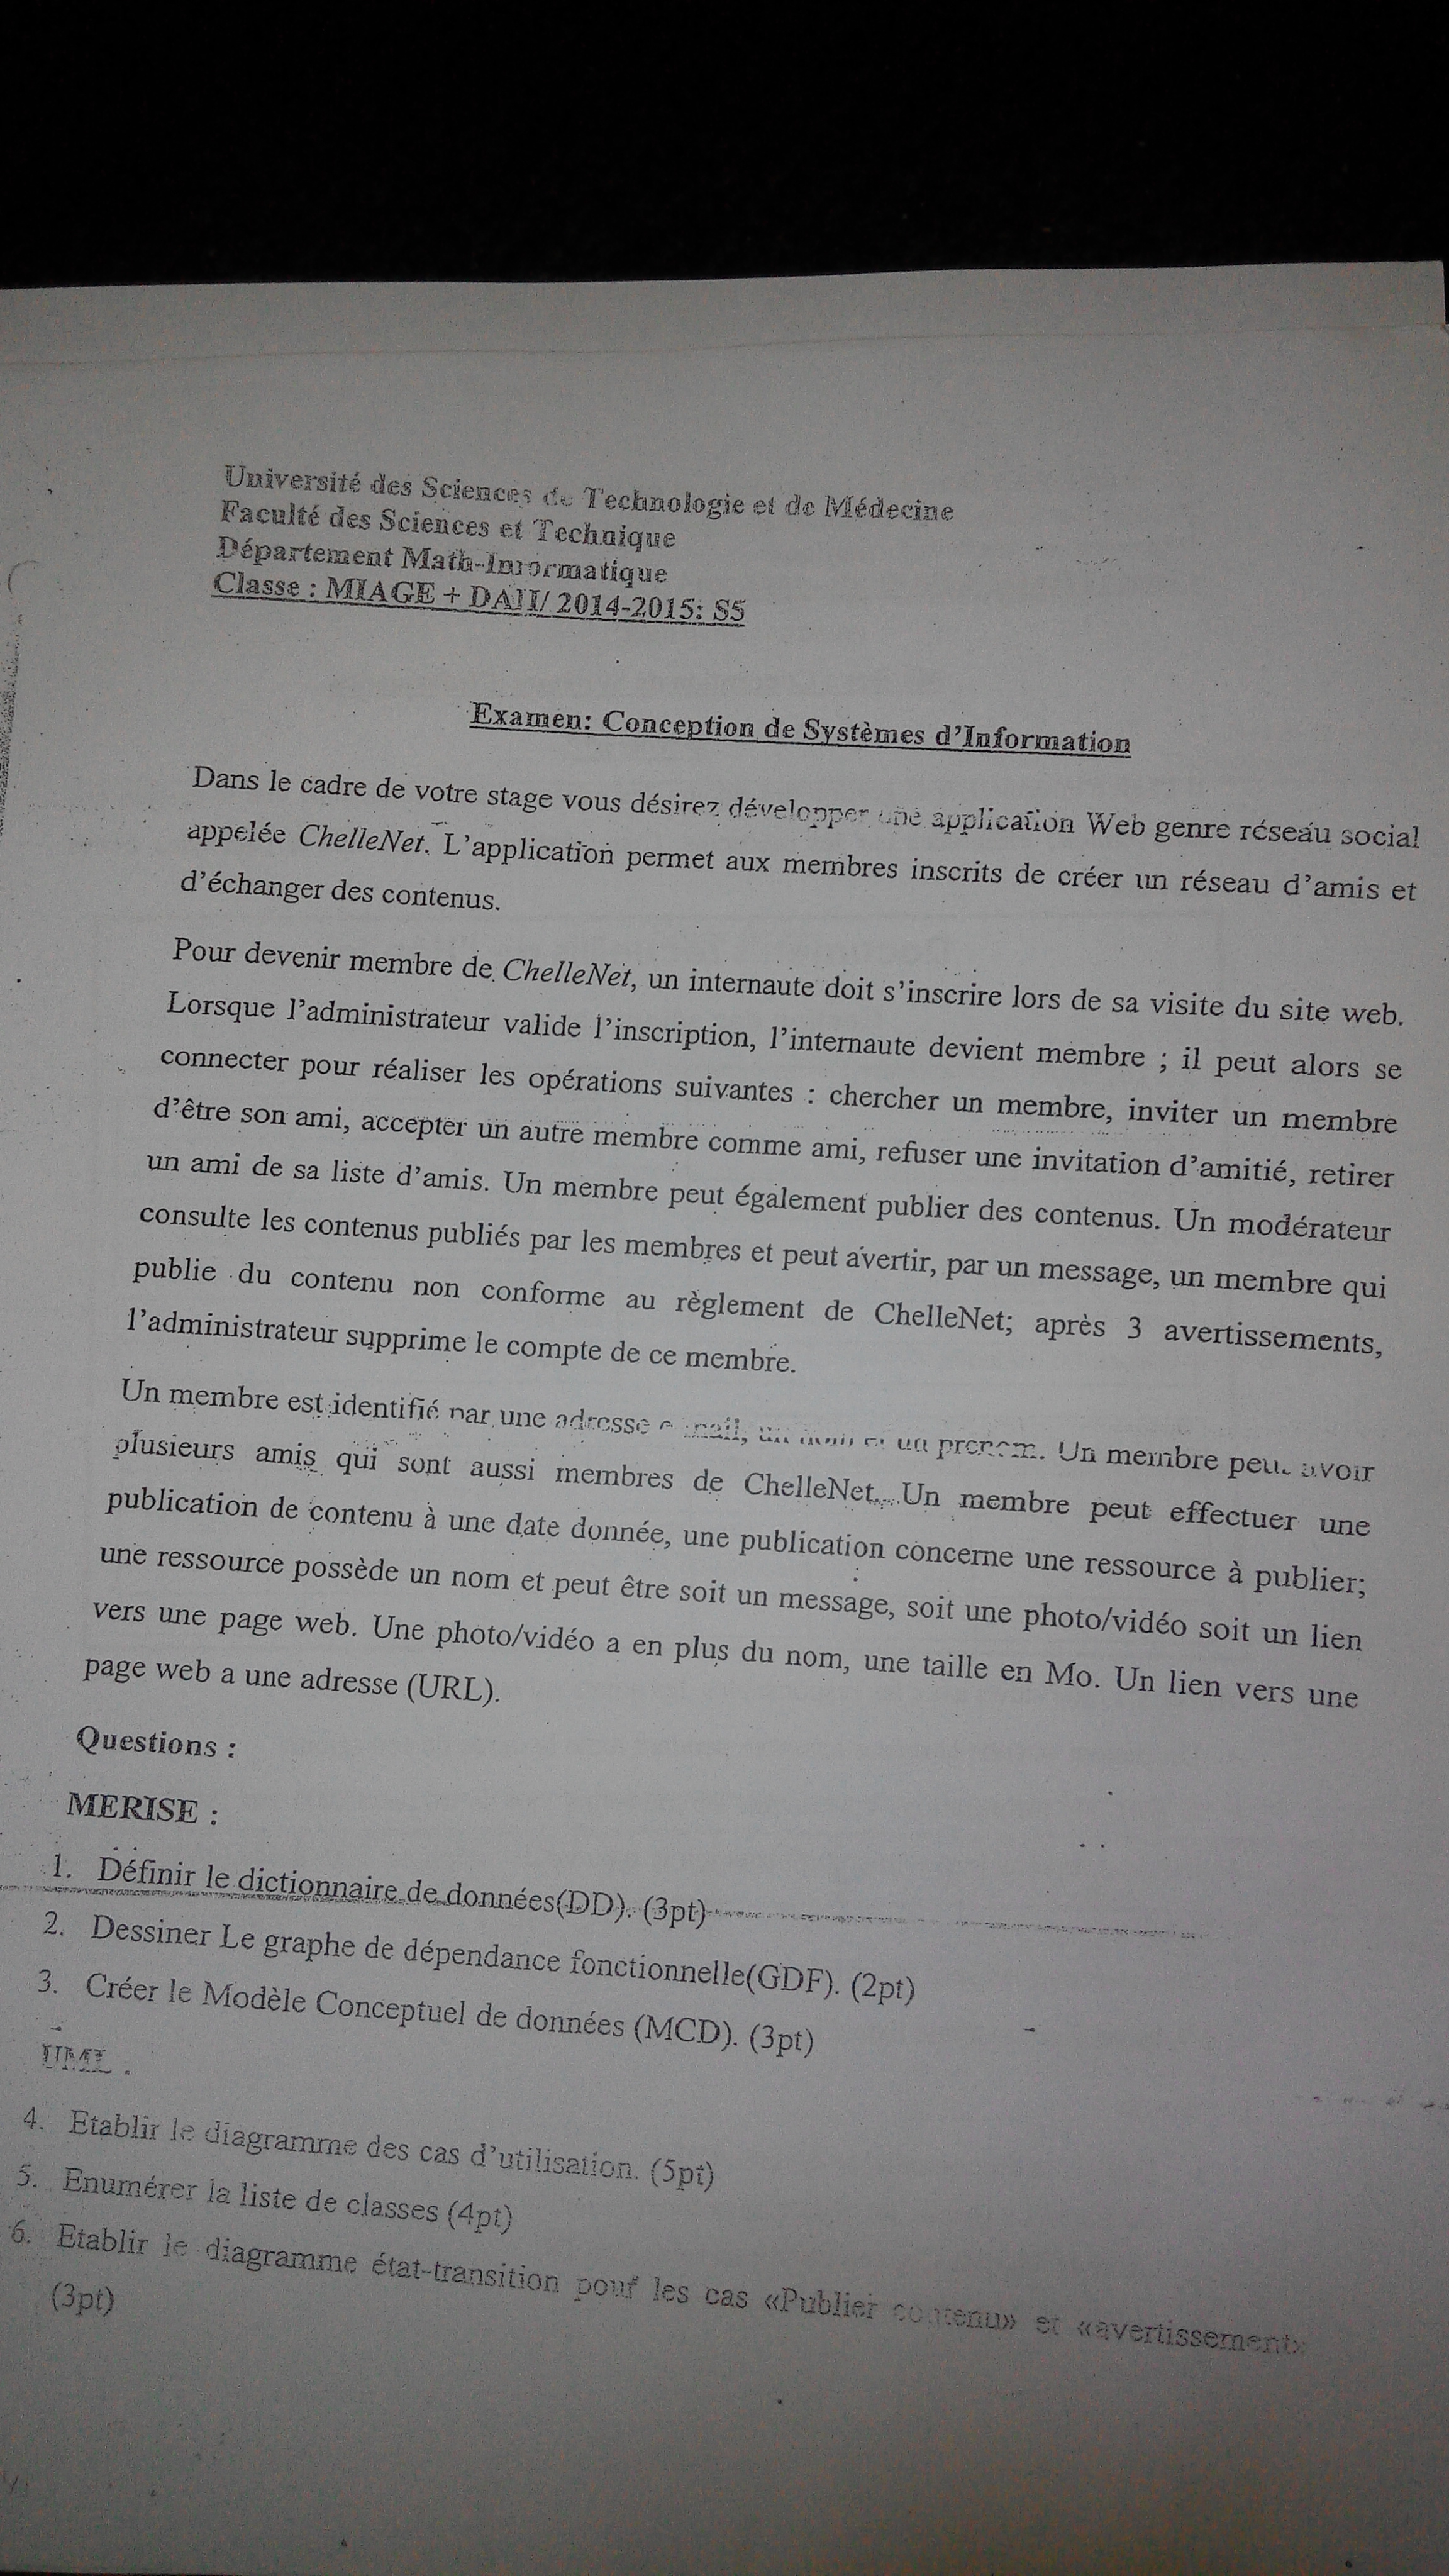 Université des Sciences de Technologie et de Médecine
Faculté des Sciences et Technique
Département Math-Informatique
Classe : MIAGE + DAII/ 2014-2015: S5
Examen: Conception de Systèmes d'Information
Dans le cadre de votre stage vous désirez développer une application Web genre réseau social
appelée ChelleNet. L'application permet aux membres inscrits de créer un réseau d'amis et
d'échanger des contenus.
Pour devenir membre de ChelleNet, un internaute doit s'inscrire lors de sa visite du site web.
Lorsque l'administrateur valide l'inscription, l'internaute devient membre ; il peut alors se
connecter pour réaliser les opérations suivantes : chercher un membre, inviter un membre
d'être son ami, accepter un autre membre comme ami, refuser une invitation d'amitié, retirer
un ami de sa liste d'amis. Un membre peut également publier des contenus. Un modérateur
consulte les contenus publiés par les membres et peut avertir, par un message, un membre qui
publie du contenu non conforme au règlement de ChelleNet; après 3 avertissements,
l'administrateur supprime le compte de ce membre.
Un membre est identifié par une adresse e-mail, un nom et un prenom. Un membre peut avoir
plusieurs amis qui sont aussi membres de ChelleNet. Un membre peut effectuer une
publication de contenu à une date donnée, une publication concerne une ressource à publier;
une ressource possède un nom et peut être soit un message, soit une photo/vidéo soit un lien
vers une page web. Une photo/vidéo a en plus du nom, une taille en Mo. Un lien vers une
page web a une adresse (URL).
Questions :
MERISE :
1. Définir le dictionnaire de données(DD). (3pt)
2. Dessiner Le graphe de dépendance fonctionnelle(GDF). (2pt)
3. Créer le Modèle Conceptuel de données (MCD). (3pt)
UML :
4. Etablir le diagramme des cas d'utilisation. (5pt)
5. Enumérer la liste de classes (4pt)
6. Etablir le diagramme état-transition pour les cas «Publier contenu» et «avertissement»
(3pt)